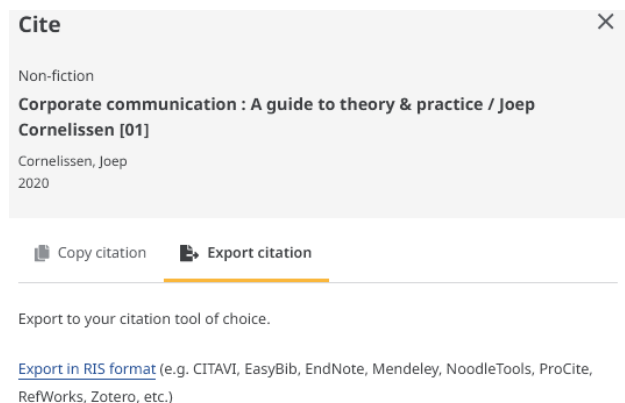 Cite
Non-fiction
Corporate communication : A guide to theory & practice / Joep
Cornelissen [01]
Cornelissen, Joep
2020
Copy citation
Export citation
Export to your citation tool of choice.
Export in RIS format (e.g. CITAVI, EasyBib, EndNote, Mendeley, NoodleTools, ProCite,
RefWorks, Zotero, etc.)